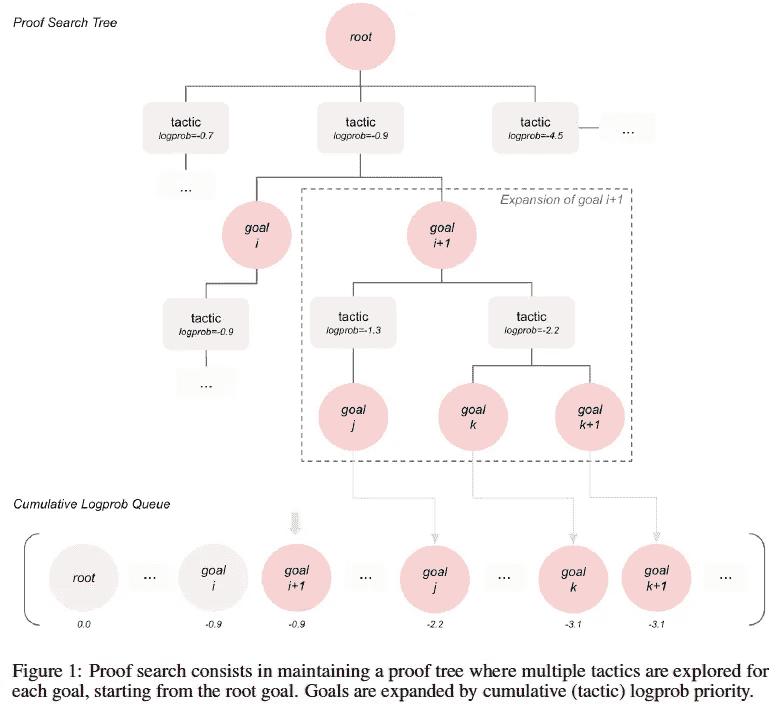 Proof Search Tree
root
tactic
logprob=-0.7
tactic
logprob=-0.9
tactic
logprob=-4.5
...
...
Expansion of goal i+1
goal
i
goal
i+1
tactic
logprob=-0.9
tactic
logprob=-1.3
tactic
logprob=-2.2
...
goal
j
goal
k
goal
k+1
Cumulative Logprob Queue
root
...
goal
i
goal
i+1
...
goal
j
...
goal
k
goal
k+1
...
0.0
-0.9
-0.9
-2.2
-3.1
-3.1
Figure 1: Proof search consists in maintaining a proof tree where multiple tactics are explored for
each goal, starting from the root goal. Goals are expanded by cumulative (tactic) logprob priority.